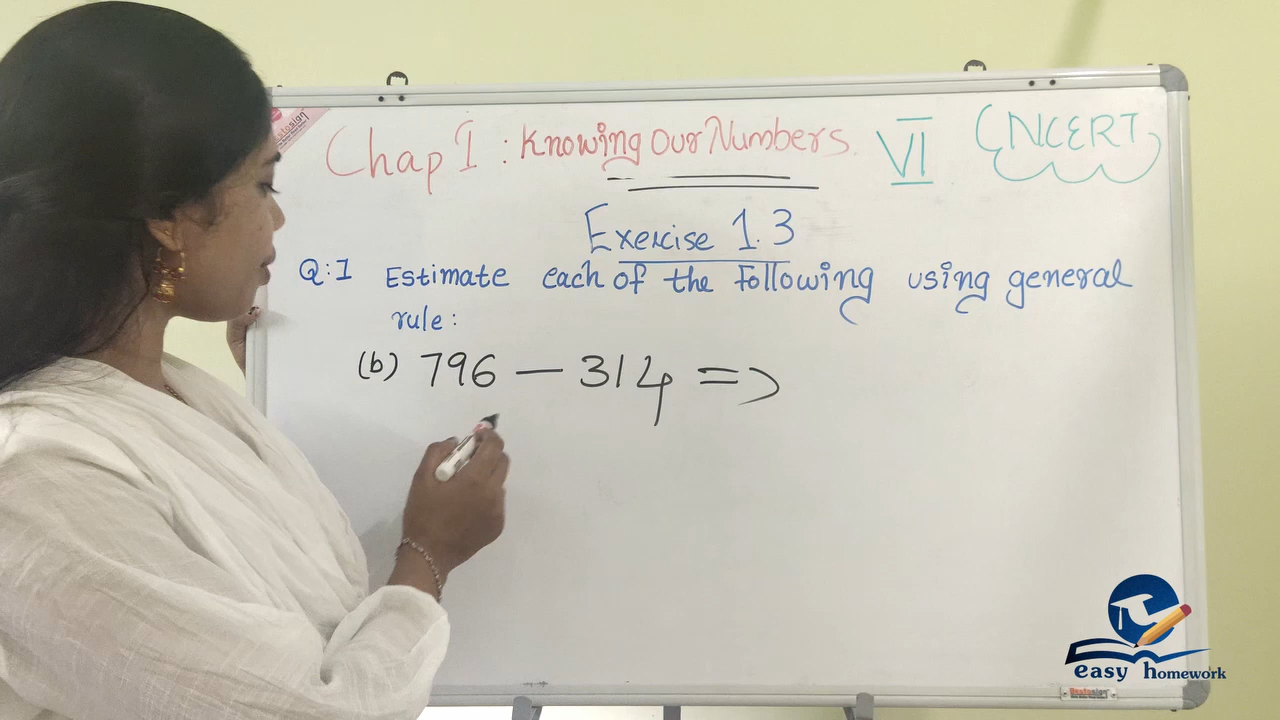 Chap I : Knowing Our Numbers. VI (NCERT)
Exercise 1.3
Q:1 Estimate each of the following using general
rule:
(b) 796 — 314 =>
easy homework